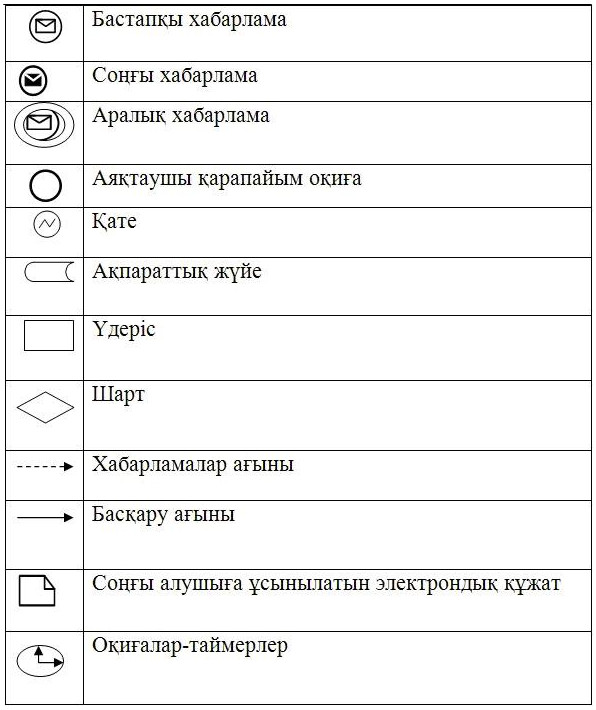 Бастапқы хабарлама
Соңғы хабарлама
Аралық хабарлама
Аяқтаушы қарапайым оқиға
Қате
Ақпараттық жүйе
Үдеріс
Шарт
Хабарламалар ағыны
Басқару ағыны
Соңғы алушыға ұсынылатын электрондық құжат
Оқиғалар-таймерлер